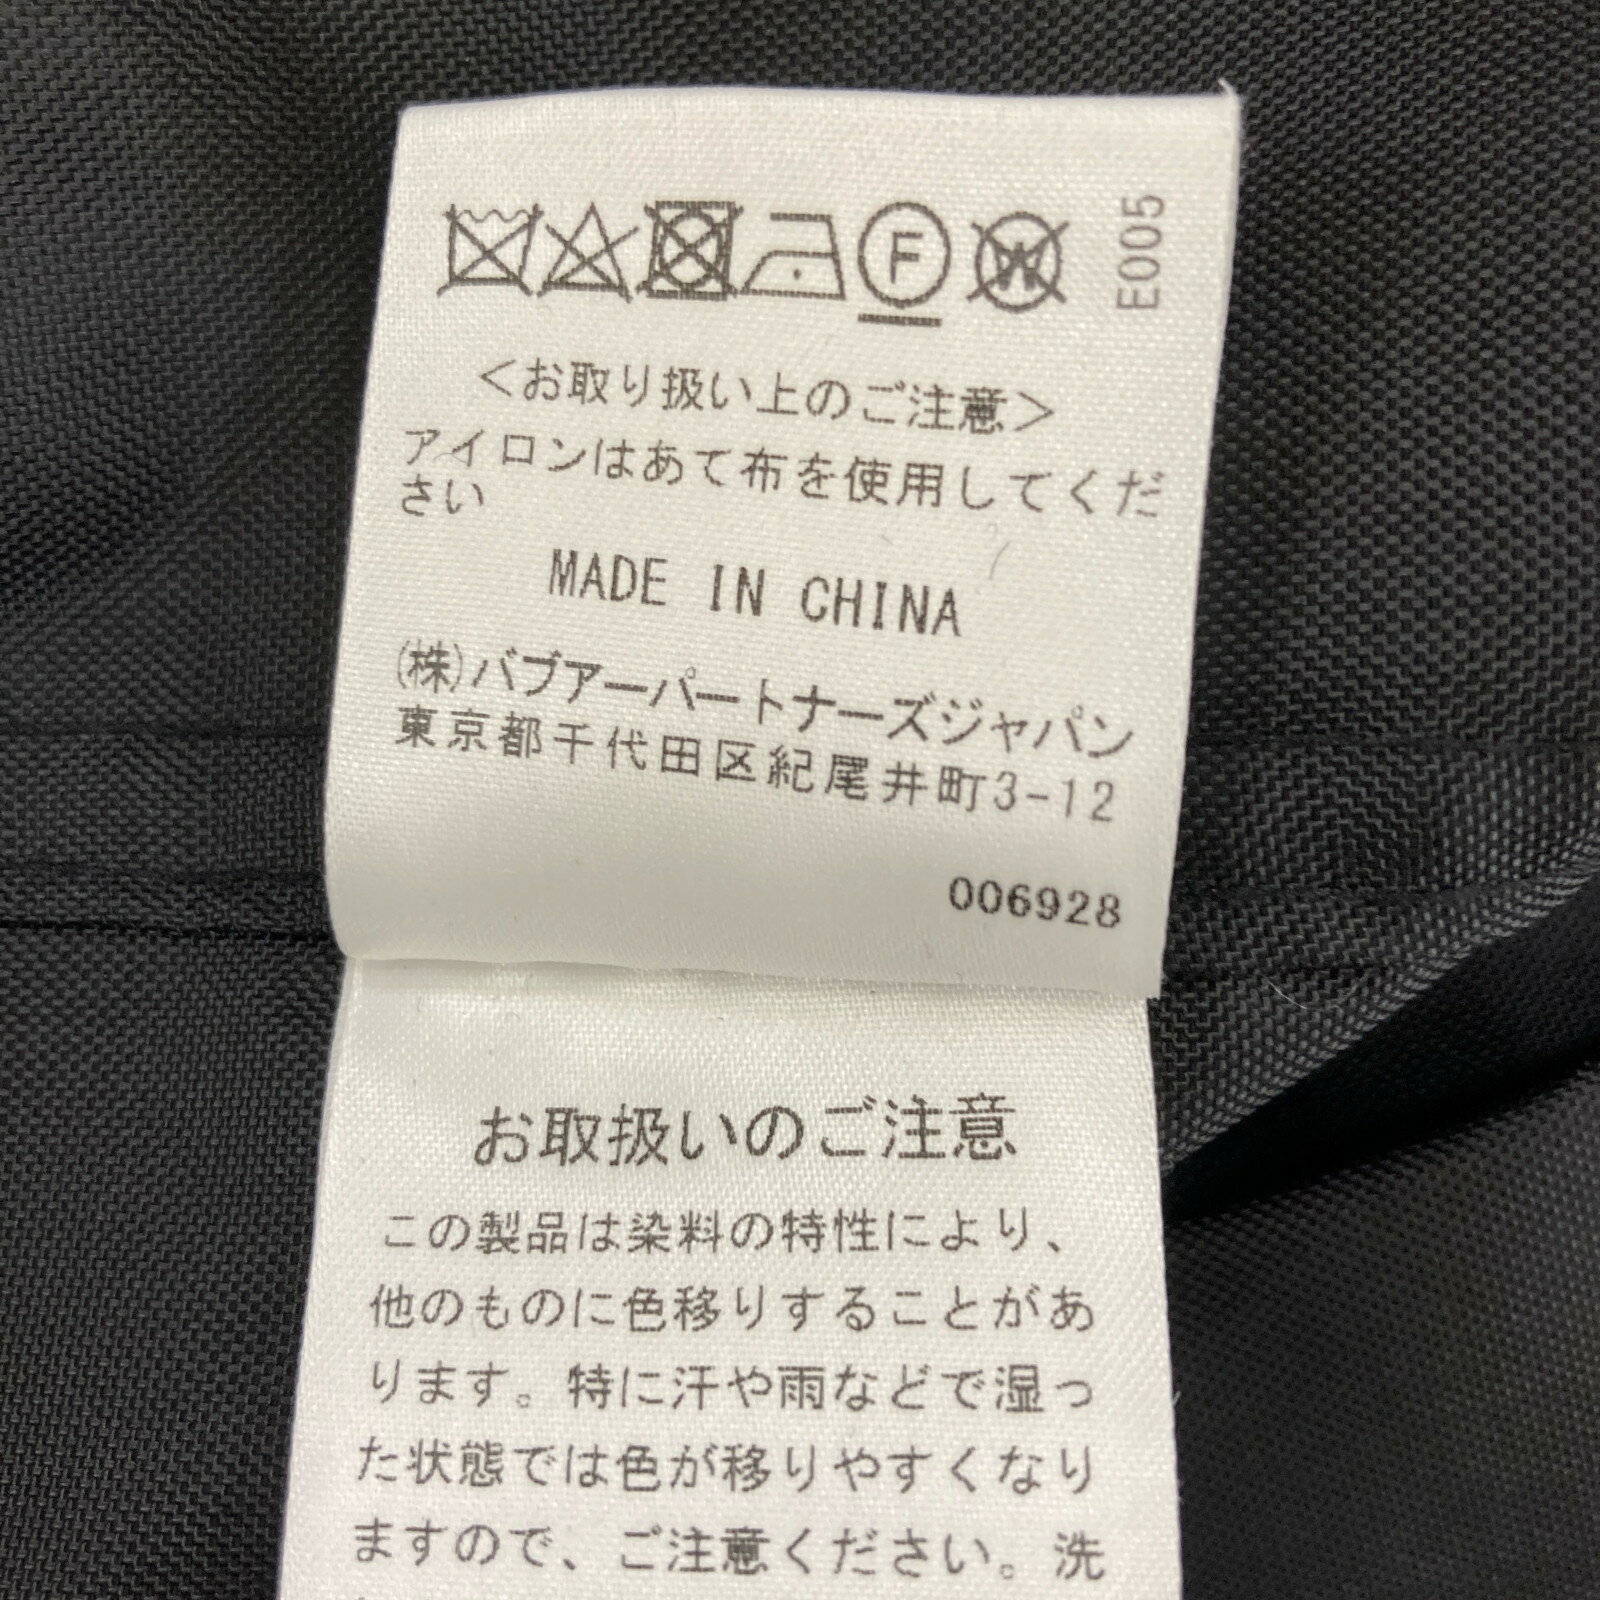 F W
E005
<お取り扱い上のご注意>
アイロンはあて布を使用してくだ
さい
MADE IN CHINA
(株)バブアーパートナーズジャパン
東京都千代田区紀尾井町3-12
006928
お取扱いのご注意
この製品は染料の特性により、
他のものに色移りすることがあ
ります。特に汗や雨などで湿っ
た状態では色が移りやすくなり
ますので、ご注意ください。洗